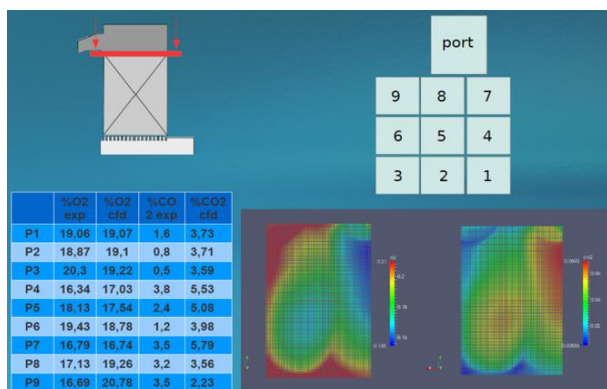 port
9 8 7
6 5 4
3 2 1
%O2 exp %O2 cfd %CO 2 exp %CO2 cfd
P1 19,06 19,07 1,6 3,73
P2 18,87 19,1 0,8 3,71
P3 20,3 19,22 0,5 3,59
P4 16,34 17,03 3,8 5,53
P5 18,13 17,54 2,4 5,08
P6 19,43 18,78 1,2 3,98
P7 16,79 16,74 3,5 5,79
P8 17,13 19,26 3,2 3,56
P9 16,69 20,78 3,5 2,23